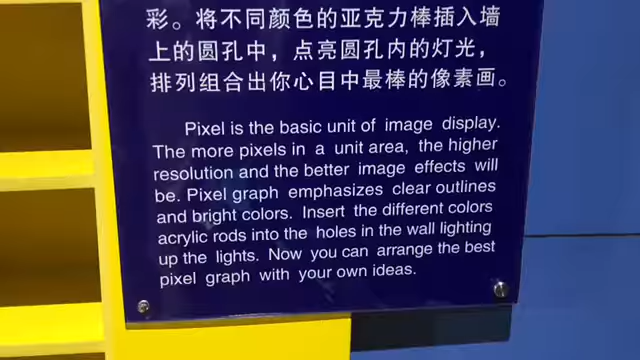 彩。将不同颜色的亚克力棒插入墙
上的圆孔中，点亮圆孔内的灯光，
排列组合出你心目中最棒的像素画。
Pixel is the basic unit of image display.
The more pixels in a unit area, the higher
resolution and the better image effects will
be. Pixel graph emphasizes clear outlines
and bright colors. Insert the different colors
acrylic rods into the holes in the wall lighting
up the lights. Now you can arrange the best
pixel graph with your own ideas.